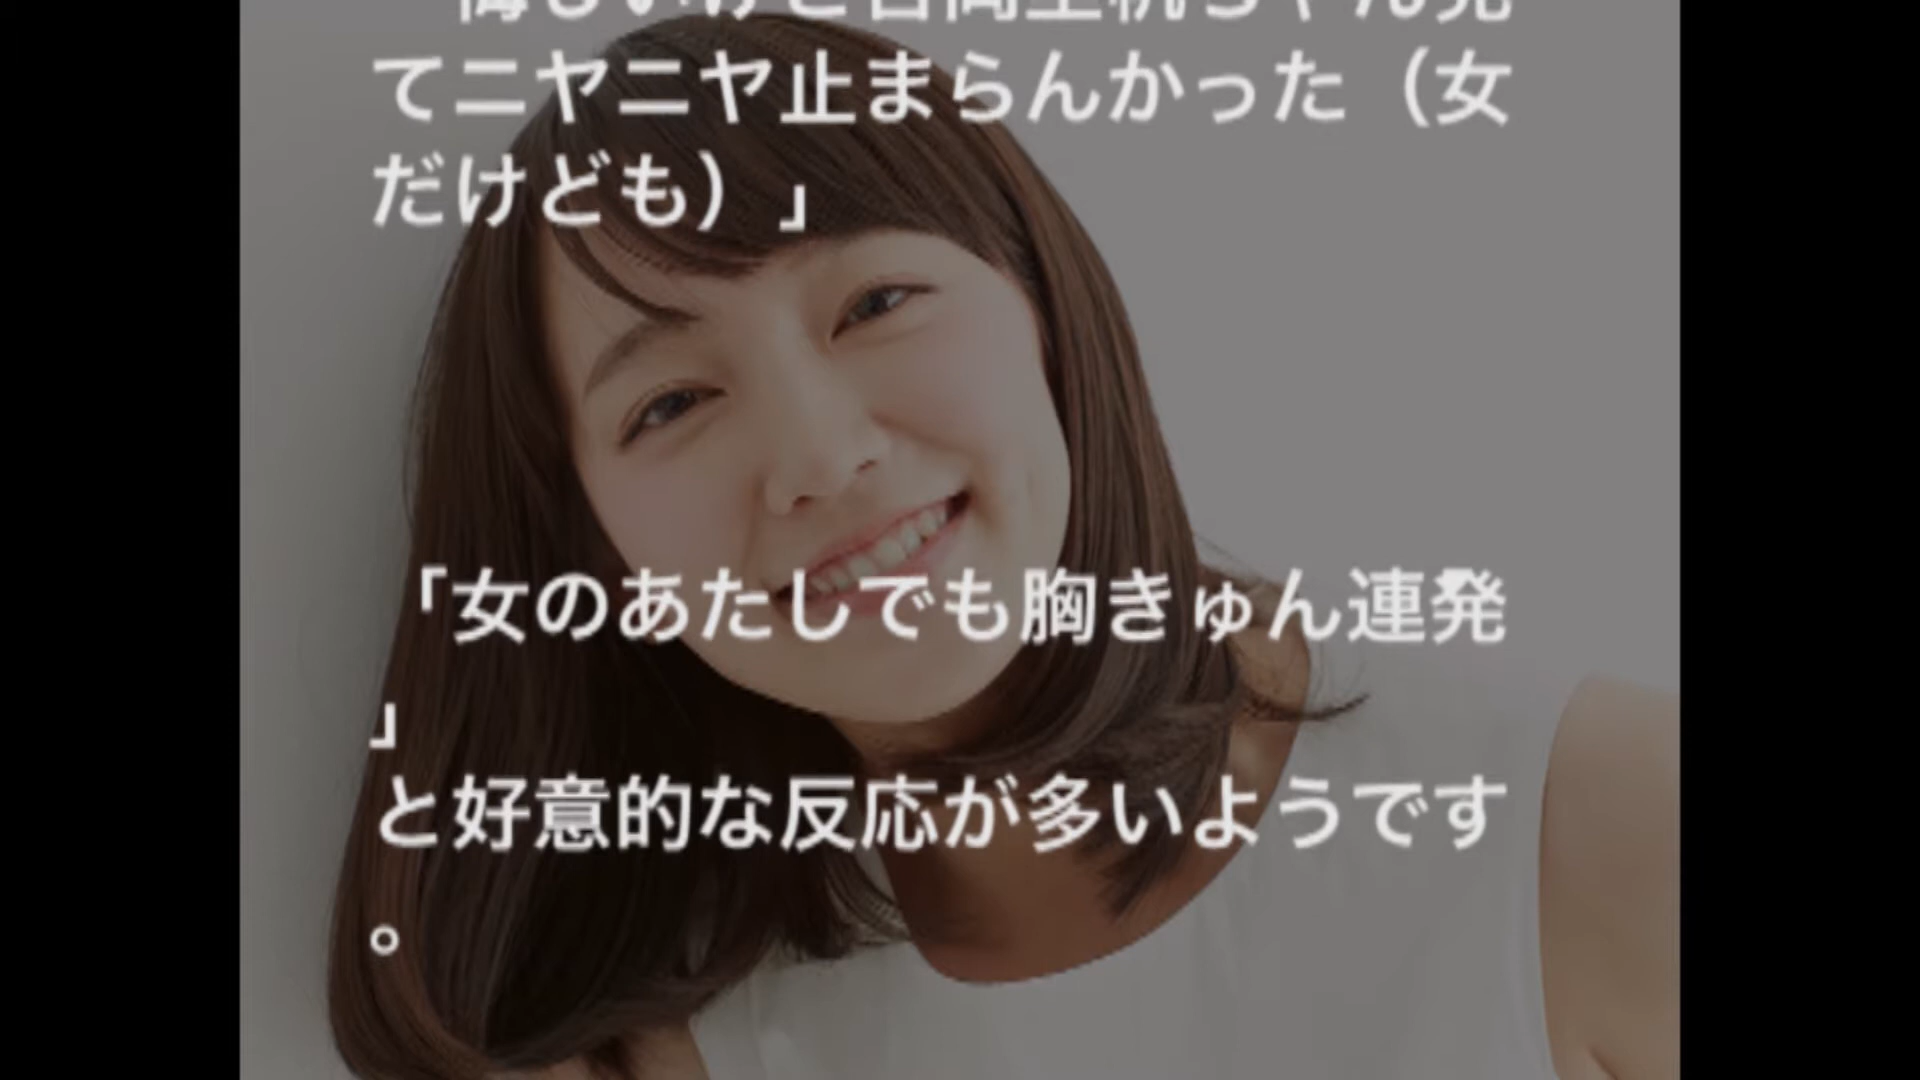 てニヤニヤ止まらんかった（女
だけども）」
「女のあたしでも胸きゅん連発
」
と好意的な反応が多いようです
。